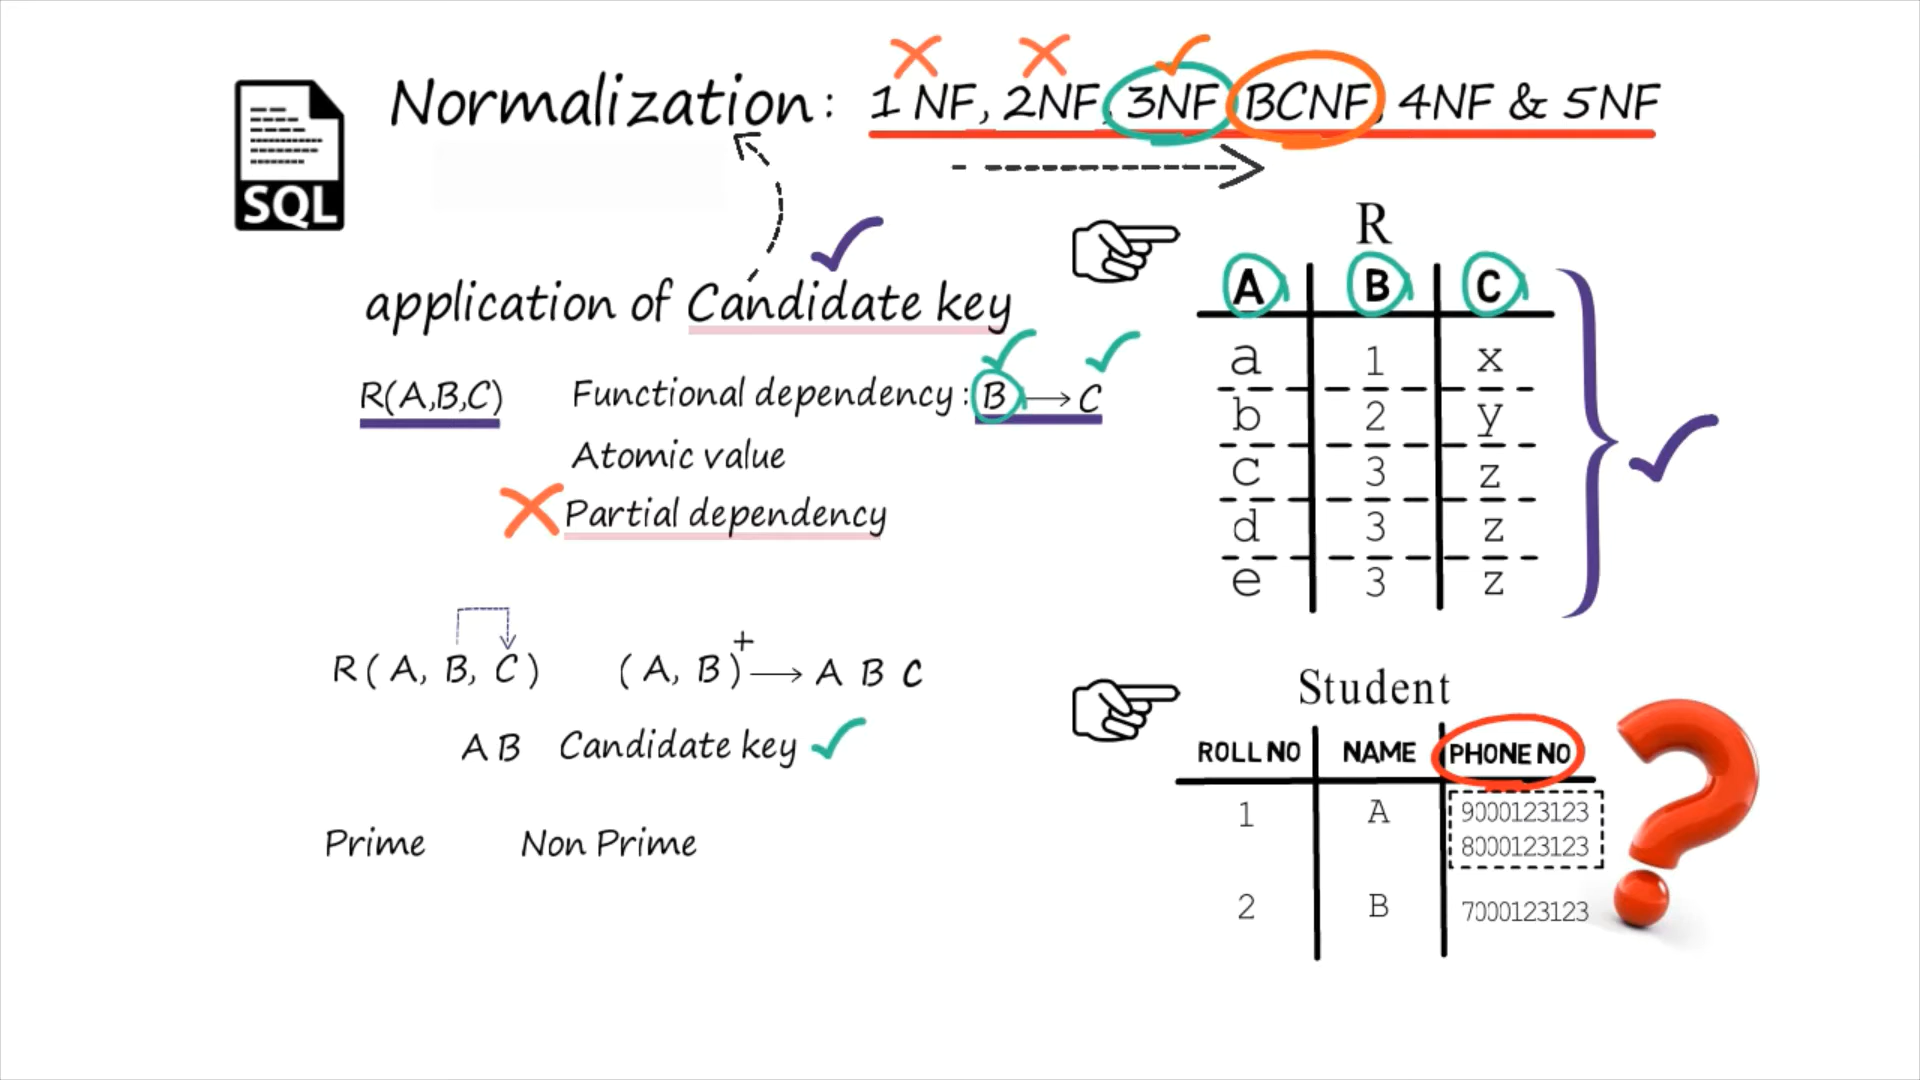 Normalization : 1 NF, 2NF, 3NF, BCNF, 4NF & 5NF
SQL
application of Candidate key
R(A,B,C) Functional dependency : B → C
Atomic value
Partial dependency
R ( A, B, C ) ( A, B )+ → A B C
A B Candidate key
Prime Non Prime
R
A B C
a 1 x
b 2 y
c 3 z
d 3 z
e 3 z
Student
ROLL NO NAME PHONE NO
1 A 9000123123
8000123123
2 B 7000123123
?